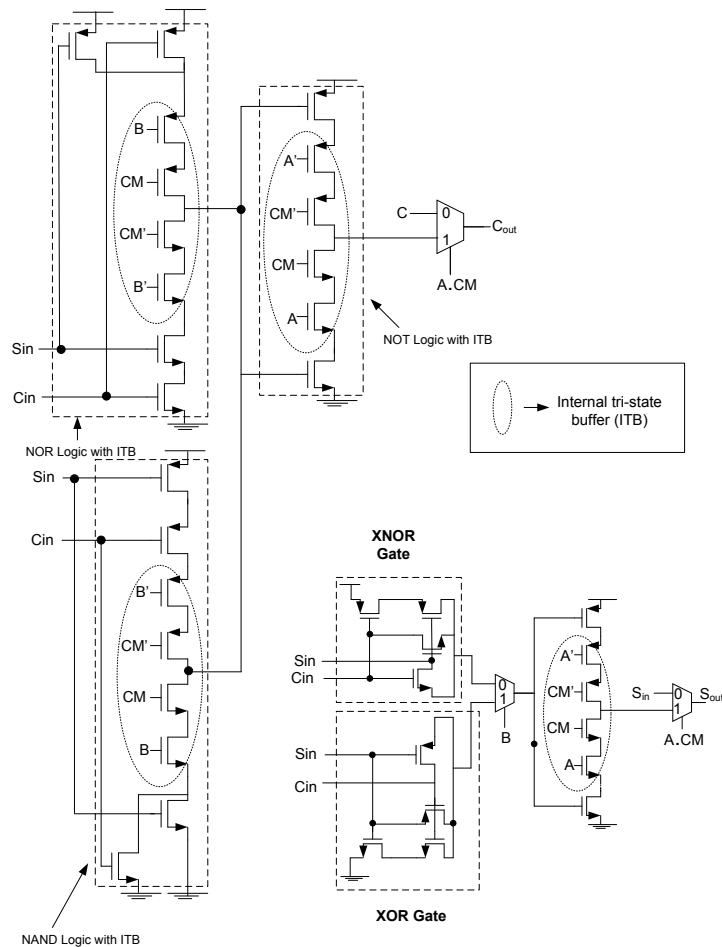 B
CM
CM'
B'
Sin
Cin
NOR Logic with ITB
A'
CM'
CM
A
NOT Logic with ITB
C
0
1
Cout
A.CM
Internal tri-state
buffer (ITB)
Sin
Cin
B'
CM'
CM
B
NAND Logic with ITB
XNOR
Gate
Sin
Cin
Sin
Cin
XOR Gate
0
1
B
A'
CM'
CM
A
Sin
0
1
Sout
A.CM